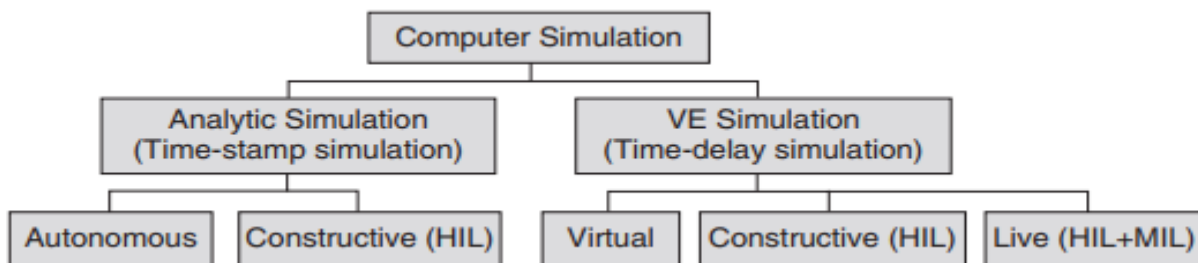 Computer Simulation
Analytic Simulation
(Time-stamp simulation)
VE Simulation
(Time-delay simulation)
Autonomous
Constructive (HIL)
Virtual
Constructive (HIL)
Live (HIL+MIL)